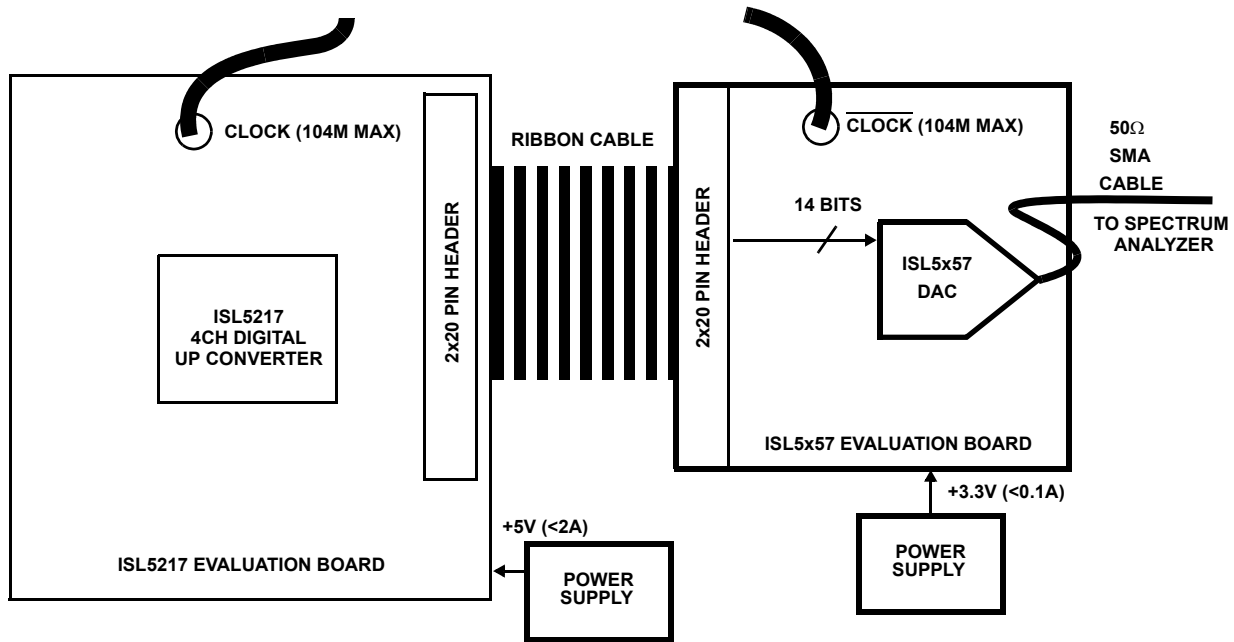 CLOCK (104M MAX)
2x20 PIN HEADER
ISL5217
4CH DIGITAL
UP CONVERTER
ISL5217 EVALUATION BOARD
RIBBON CABLE
+5V (<2A)
POWER
SUPPLY
2x20 PIN HEADER
CLOCK (104M MAX)
14 BITS
ISL5x57
DAC
ISL5x57 EVALUATION BOARD
50Ω
SMA
CABLE
TO SPECTRUM
ANALYZER
+3.3V (<0.1A)
POWER
SUPPLY